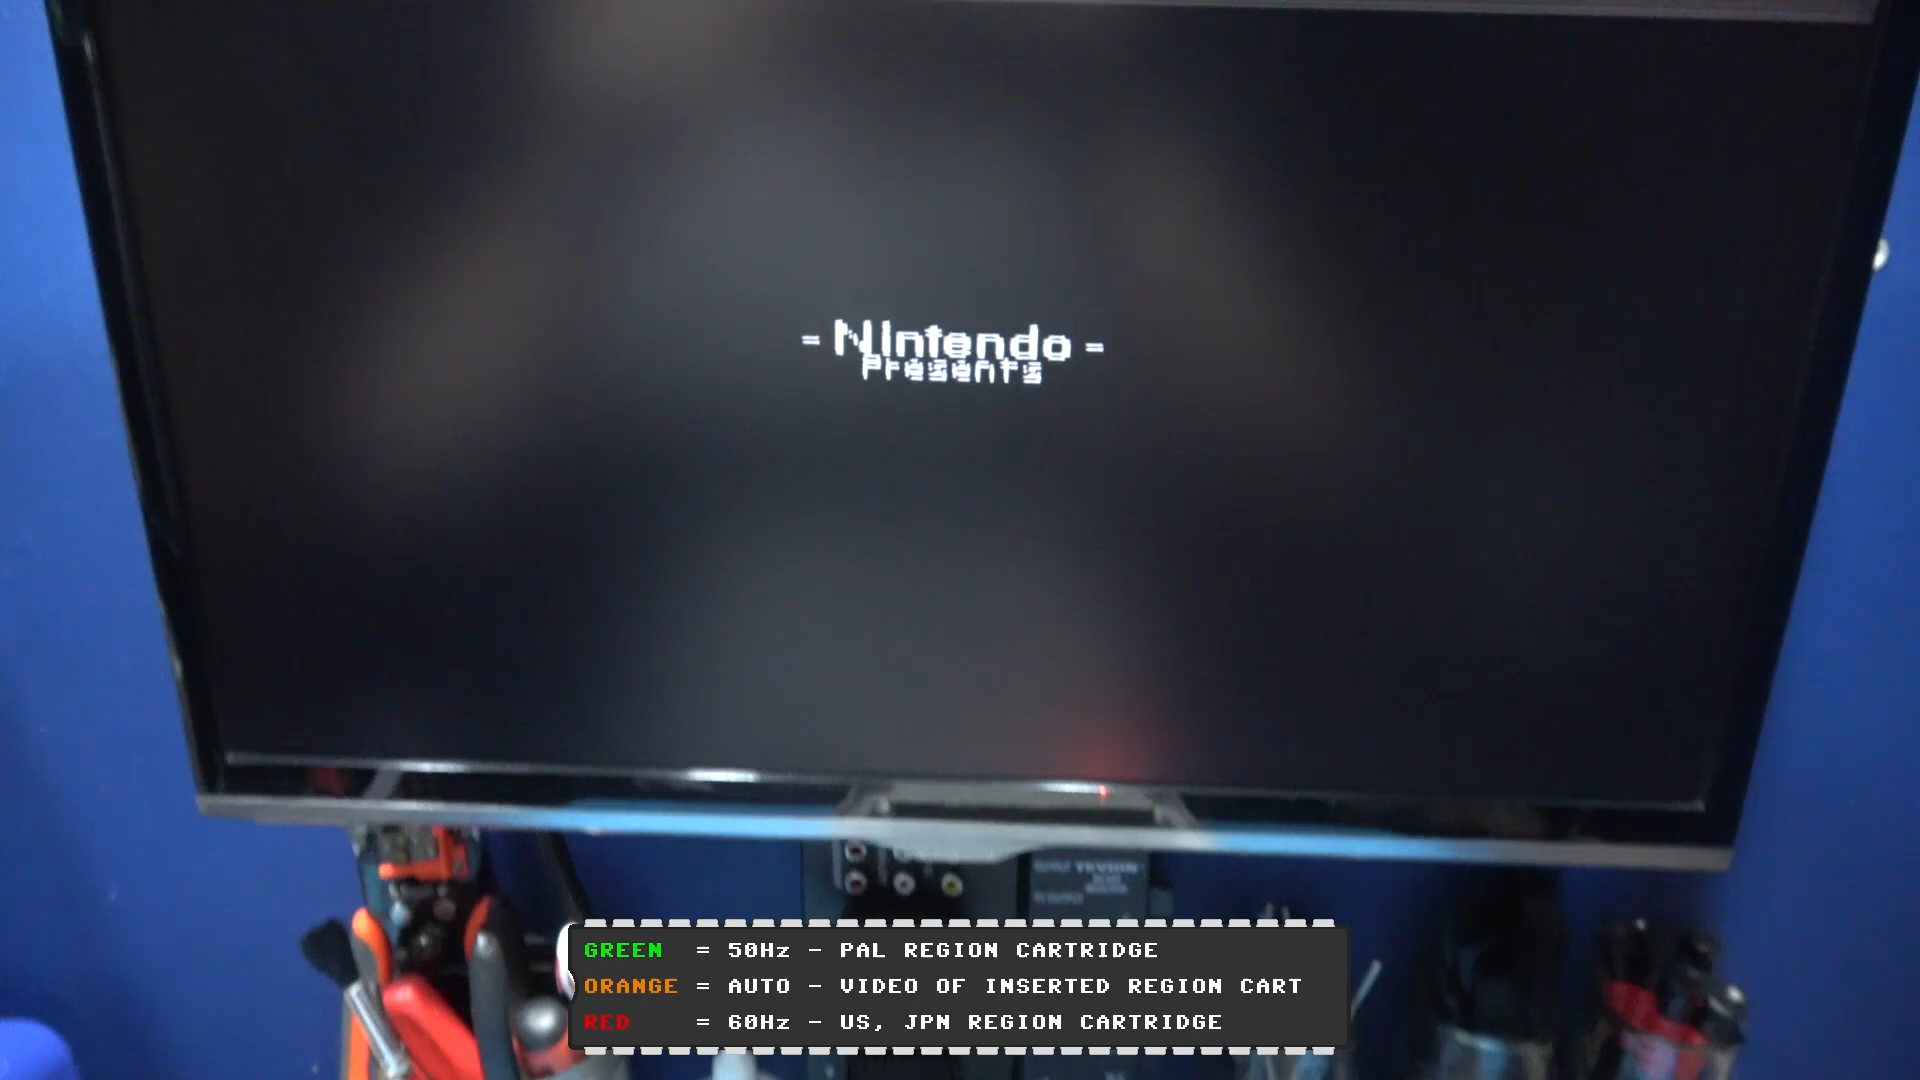 - Nintendo -
Presents
TEVION
GREEN = 50Hz - PAL REGION CARTRIDGE
ORANGE = AUTO - VIDEO OF INSERTED REGION CART
RED = 60Hz - US, JPN REGION CARTRIDGE